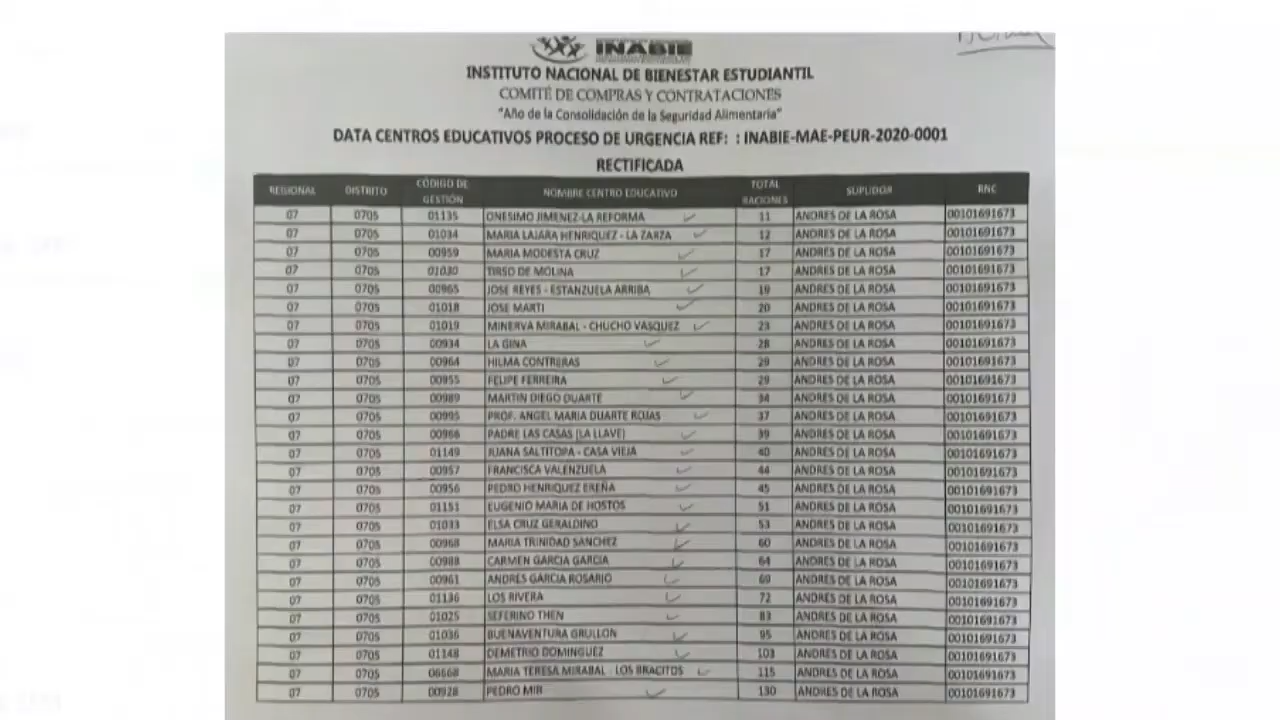 INABIE
INSTITUTO NACIONAL DE BIENESTAR ESTUDIANTIL
COMITÉ DE COMPRAS Y CONTRATACIONES
"Año de la Consolidación de la Seguridad Alimentaria"
DATA CENTROS EDUCATIVOS PROCESO DE URGENCIA REF: : INABIE-MAE-PEUR-2020-0001
RECTIFICADA
REGIONAL DISTRITO CÓDIGO DE GESTIÓN NOMBRE CENTRO EDUCATIVO TOTAL RACIONES SUPLIDOR RNC
07 0705 01135 ONESIMO JIMENEZ-LA REFORMA 11 ANDRES DE LA ROSA 00101691673
07 0705 01034 MARIA LAJARA HENRIQUEZ - LA ZARZA 12 ANDRES DE LA ROSA 00101691673
07 0705 00959 MARIA MODESTA CRUZ 17 ANDRES DE LA ROSA 00101691673
07 0705 01030 TIRSO DE MOLINA 17 ANDRES DE LA ROSA 00101691673
07 0705 00965 JOSE REYES - ESTANZUELA ARRIBA 19 ANDRES DE LA ROSA 00101691673
07 0705 01018 JOSE MARTI 20 ANDRES DE LA ROSA 00101691673
07 0705 01019 MINERVA MIRABAL - CHUCHO VASQUEZ 23 ANDRES DE LA ROSA 00101691673
07 0705 00934 LA GINA 28 ANDRES DE LA ROSA 00101691673
07 0705 00964 HILMA CONTRERAS 29 ANDRES DE LA ROSA 00101691673
07 0705 00955 FELIPE FERREIRA 29 ANDRES DE LA ROSA 00101691673
07 0705 00989 MARTIN DIEGO DUARTE 34 ANDRES DE LA ROSA 00101691673
07 0705 00995 PROF. ANGEL MARIA DUARTE ROJAS 37 ANDRES DE LA ROSA 00101691673
07 0705 00966 PADRE LAS CASAS (LA LLAVE) 39 ANDRES DE LA ROSA 00101691673
07 0705 01149 JUANA SALTITOPA - CASA VIEJA 40 ANDRES DE LA ROSA 00101691673
07 0705 00957 FRANCISCA VALENZUELA 44 ANDRES DE LA ROSA 00101691673
07 0705 00956 PEDRO HENRIQUEZ EREÑA 45 ANDRES DE LA ROSA 00101691673
07 0705 01151 EUGENIO MARIA DE HOSTOS 51 ANDRES DE LA ROSA 00101691673
07 0705 01033 ELSA CRUZ GERALDINO 53 ANDRES DE LA ROSA 00101691673
07 0705 00968 MARIA TRINIDAD SANCHEZ 60 ANDRES DE LA ROSA 00101691673
07 0705 00988 CARMEN GARCIA GARCIA 64 ANDRES DE LA ROSA 00101691673
07 0705 00961 ANDRES GARCIA ROSARIO 69 ANDRES DE LA ROSA 00101691673
07 0705 01136 LOS RIVERA 72 ANDRES DE LA ROSA 00101691673
07 0705 01025 SEFERINO THEN 83 ANDRES DE LA ROSA 00101691673
07 0705 01036 BUENAVENTURA GRULLON 95 ANDRES DE LA ROSA 00101691673
07 0705 01148 DEMETRIO DOMINGUEZ 103 ANDRES DE LA ROSA 00101691673
07 0705 06668 MARIA TERESA MIRABAL - LOS BRACITOS 115 ANDRES DE LA ROSA 00101691673
07 0705 00928 PEDRO MIR 130 ANDRES DE LA ROSA 00101691673